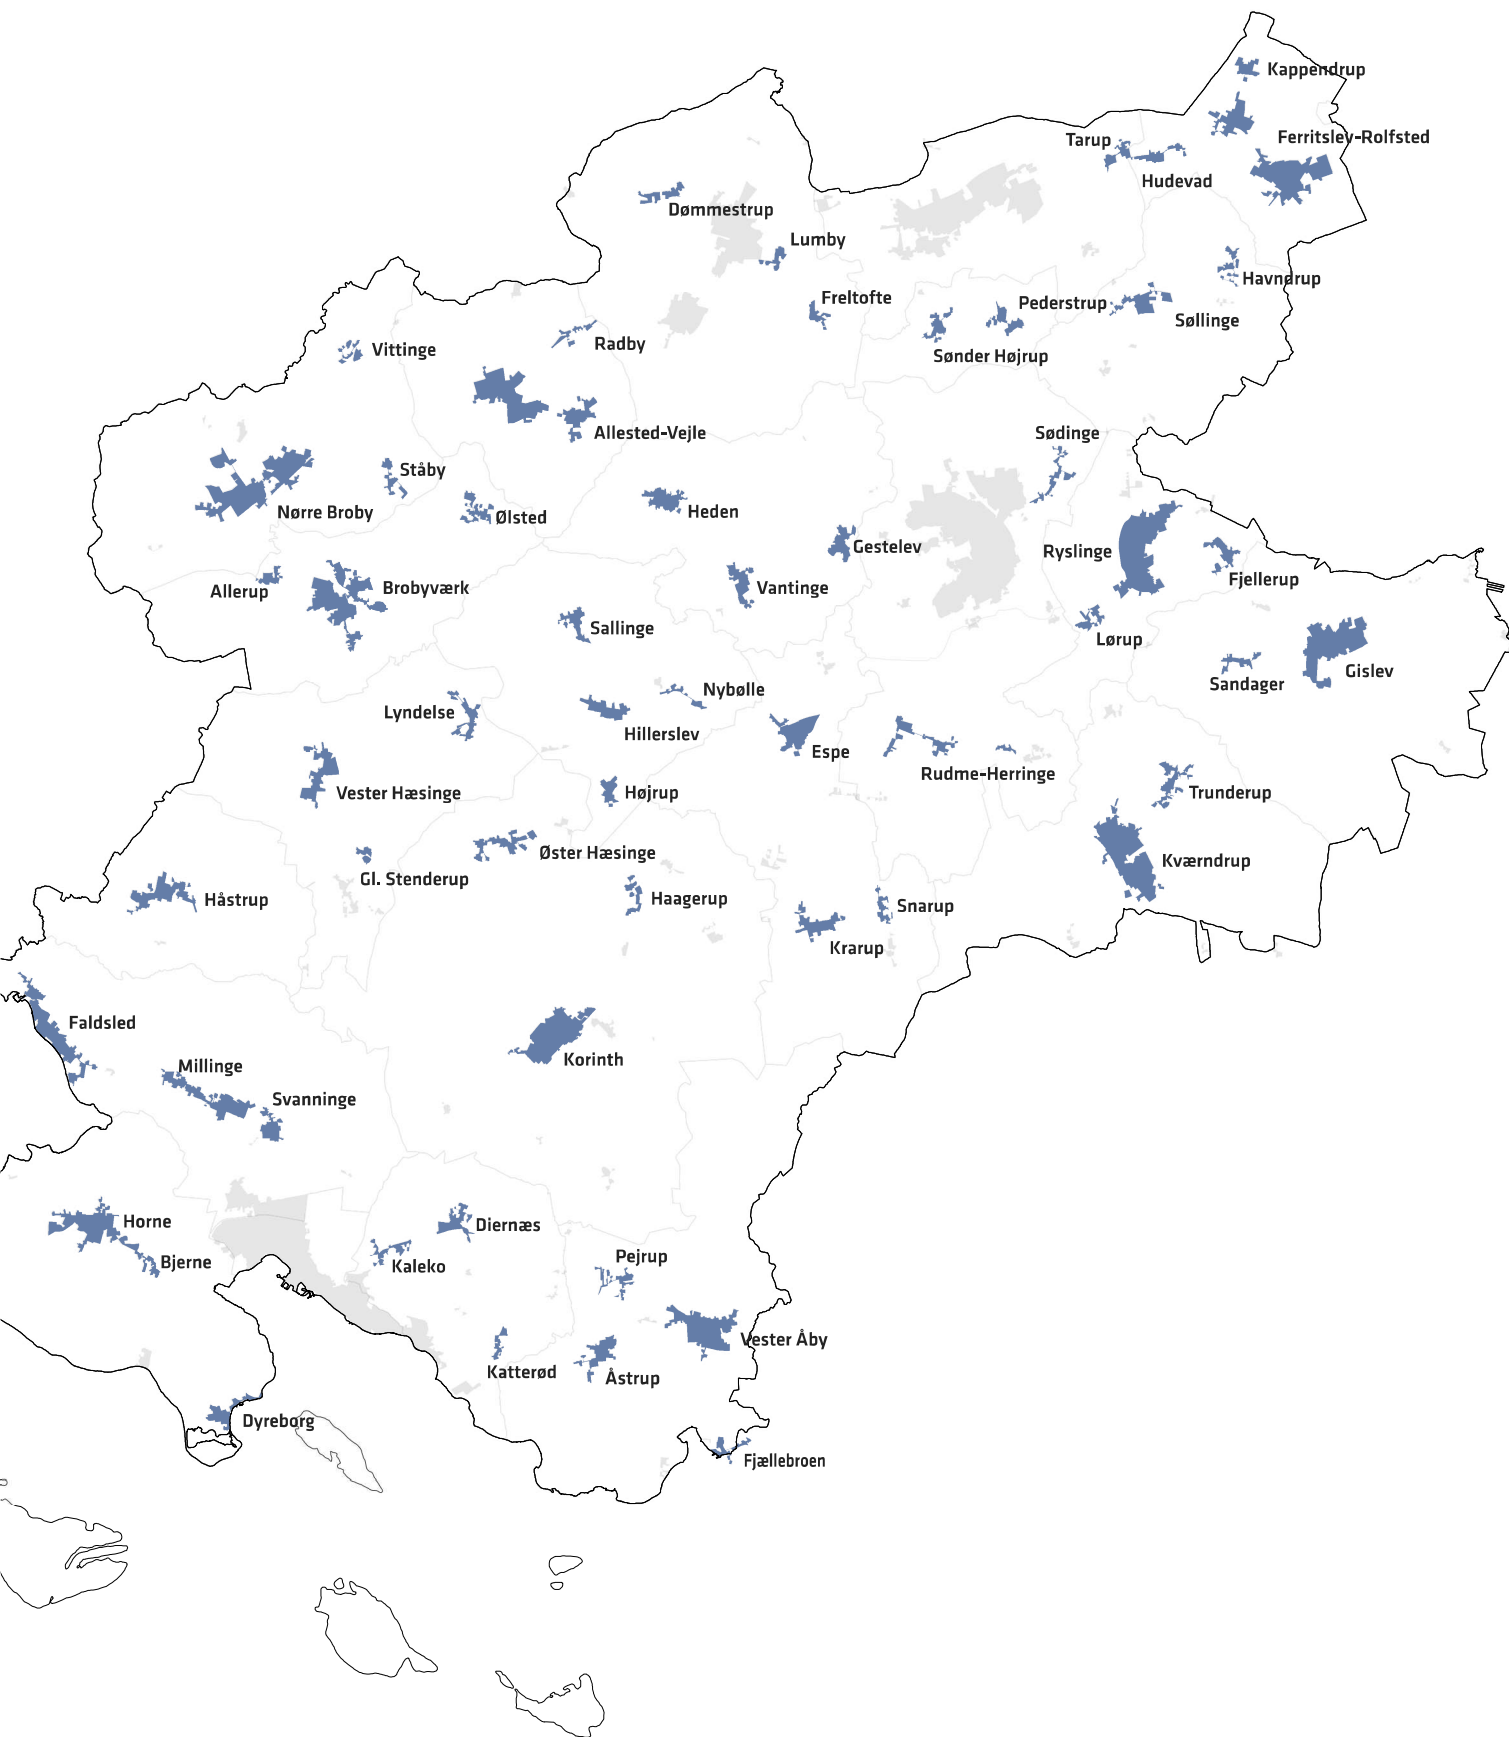 Kappendrup
Ferritslev-Rolfsted
Tarup
Hudevad
Dømmestrup
Lumby
Havndrup
Freltofte
Pederstrup
Søllinge
Radby
Vittinge
Sønder Højrup
Allested-Vejle
Sødinge
Ståby
Nørre Broby
Ølsted
Heden
Gestelev
Ryslinge
Fjellerup
Allerup
Brobyværk
Vantinge
Sallinge
Lørup
Gislev
Sandager
Nybølle
Lyndelse
Hillerslev
Espe
Rudme-Herringe
Vester Hæsinge
Højrup
Trunderup
Øster Hæsinge
Kværndrup
Gl. Stenderup
Håstrup
Haagerup
Snarup
Krarup
Faldsled
Korinth
Millinge
Svanninge
Horne
Diernæs
Bjerne
Kaleko
Pejrup
Vester Åby
Katterød
Åstrup
Dyreborg
Fjællebroen